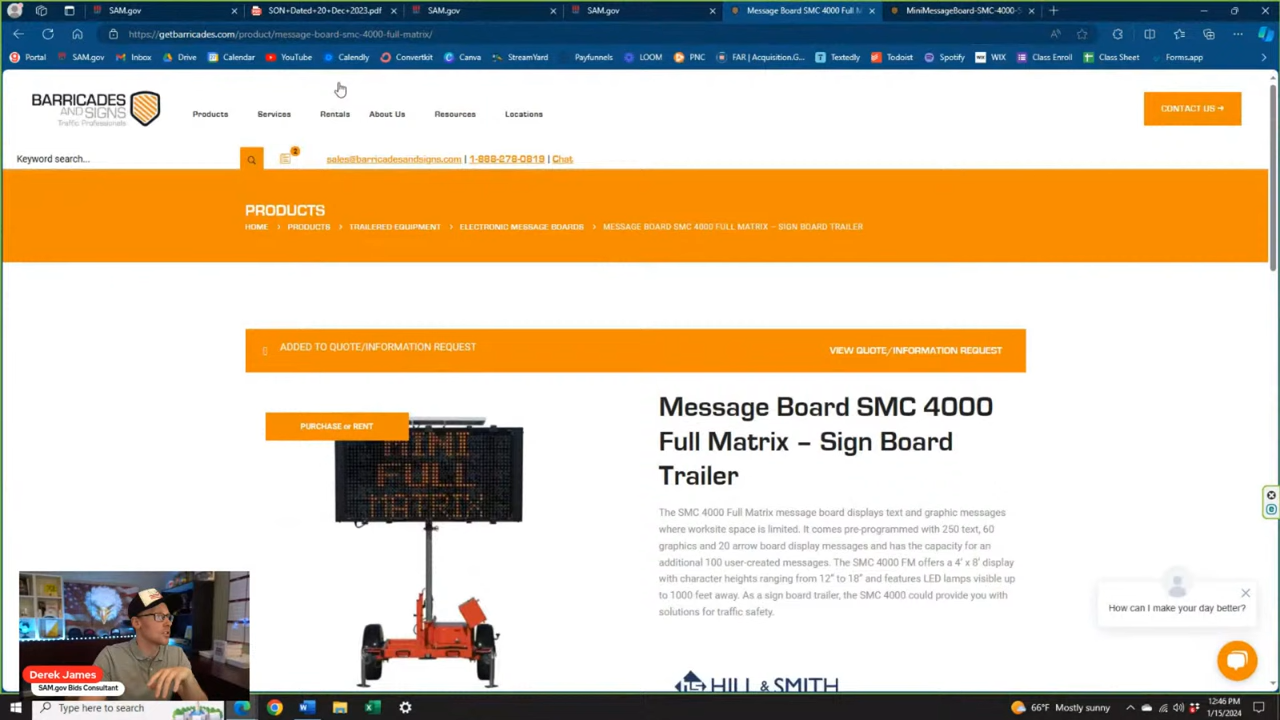 SAM.gov
SON+Dated+20+Dec+2023.pdf
SAM.gov
SAM.gov
Message Board SMC 4000 Full M
MiniMessageBoard-SMC-4000-S
https://getbarricades.com/product/message-board-smc-4000-full-matrix/
Portal SAM.gov Inbox Drive Calendar YouTube Calendly Convertkit Canva StreamYard Payfunnels LOOM PNC FAR | Acquisition.G... Textedly Todoist Spotify WIX Class Enroll Class Sheet Forms.app
BARRICADES
AND SIGNS
Traffic Professionals
Products Services Rentals About Us Resources Locations
CONTACT US →
Keyword search...
2
sales@barricadesandsigns.com | 1-888-279-0919 | Chat
PRODUCTS
HOME > PRODUCTS > TRAILERED EQUIPMENT > ELECTRONIC MESSAGE BOARDS > MESSAGE BOARD SMC 4000 FULL MATRIX – SIGN BOARD TRAILER
ADDED TO QUOTE/INFORMATION REQUEST
VIEW QUOTE/INFORMATION REQUEST
PURCHASE or RENT
MINI
FULL
MATRIX
Message Board SMC 4000
Full Matrix – Sign Board
Trailer
The SMC 4000 Full Matrix message board displays text and graphic messages
where worksite space is limited. It comes pre-programmed with 250 text, 60
graphics and 20 arrow board display messages and has the capacity for an
additional 100 user-created messages. The SMC 4000 FM offers a 4' x 8' display
with character heights ranging from 12” to 18” and features LED lamps visible up
to 1000 feet away. As a sign board trailer, the SMC 4000 could provide you with
solutions for traffic safety.
HILL & SMITH
How can I make your day better?
Derek James
SAM.gov Bids Consultant
Type here to search
66°F Mostly sunny
12:46 PM
1/15/2024